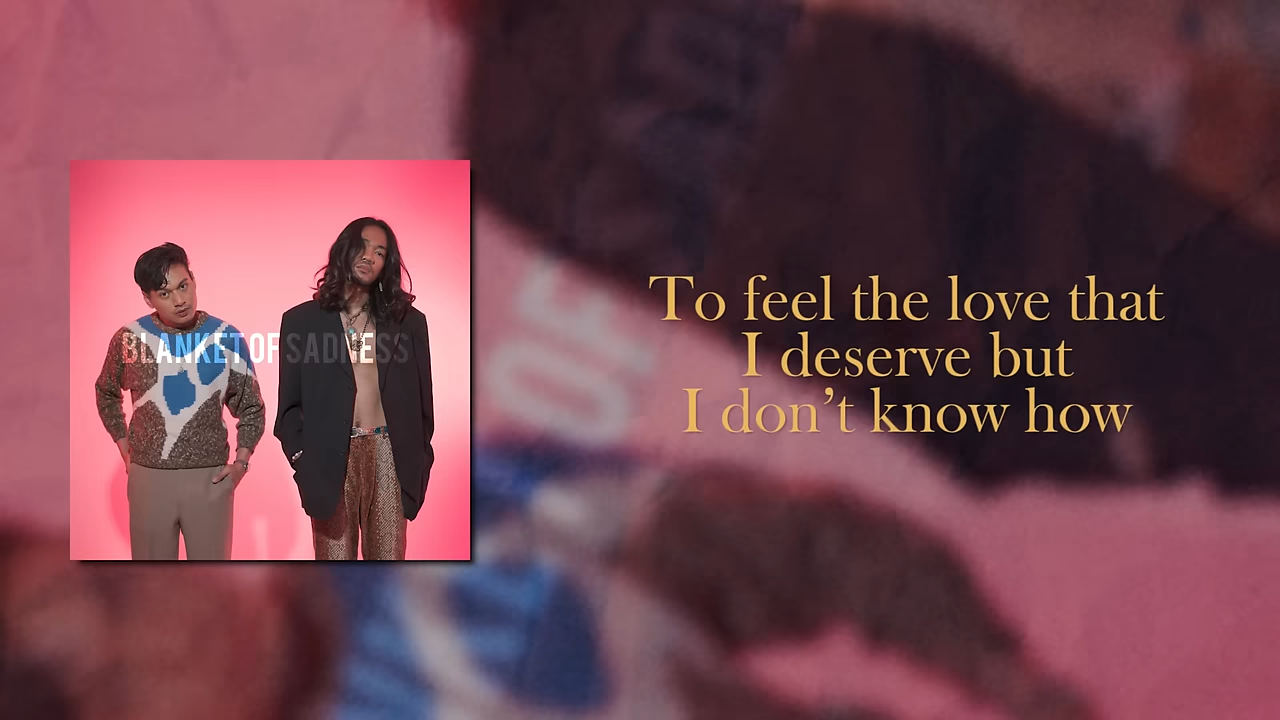 BLANKET OF SADNESS
To feel the love that
I deserve but
I don't know how